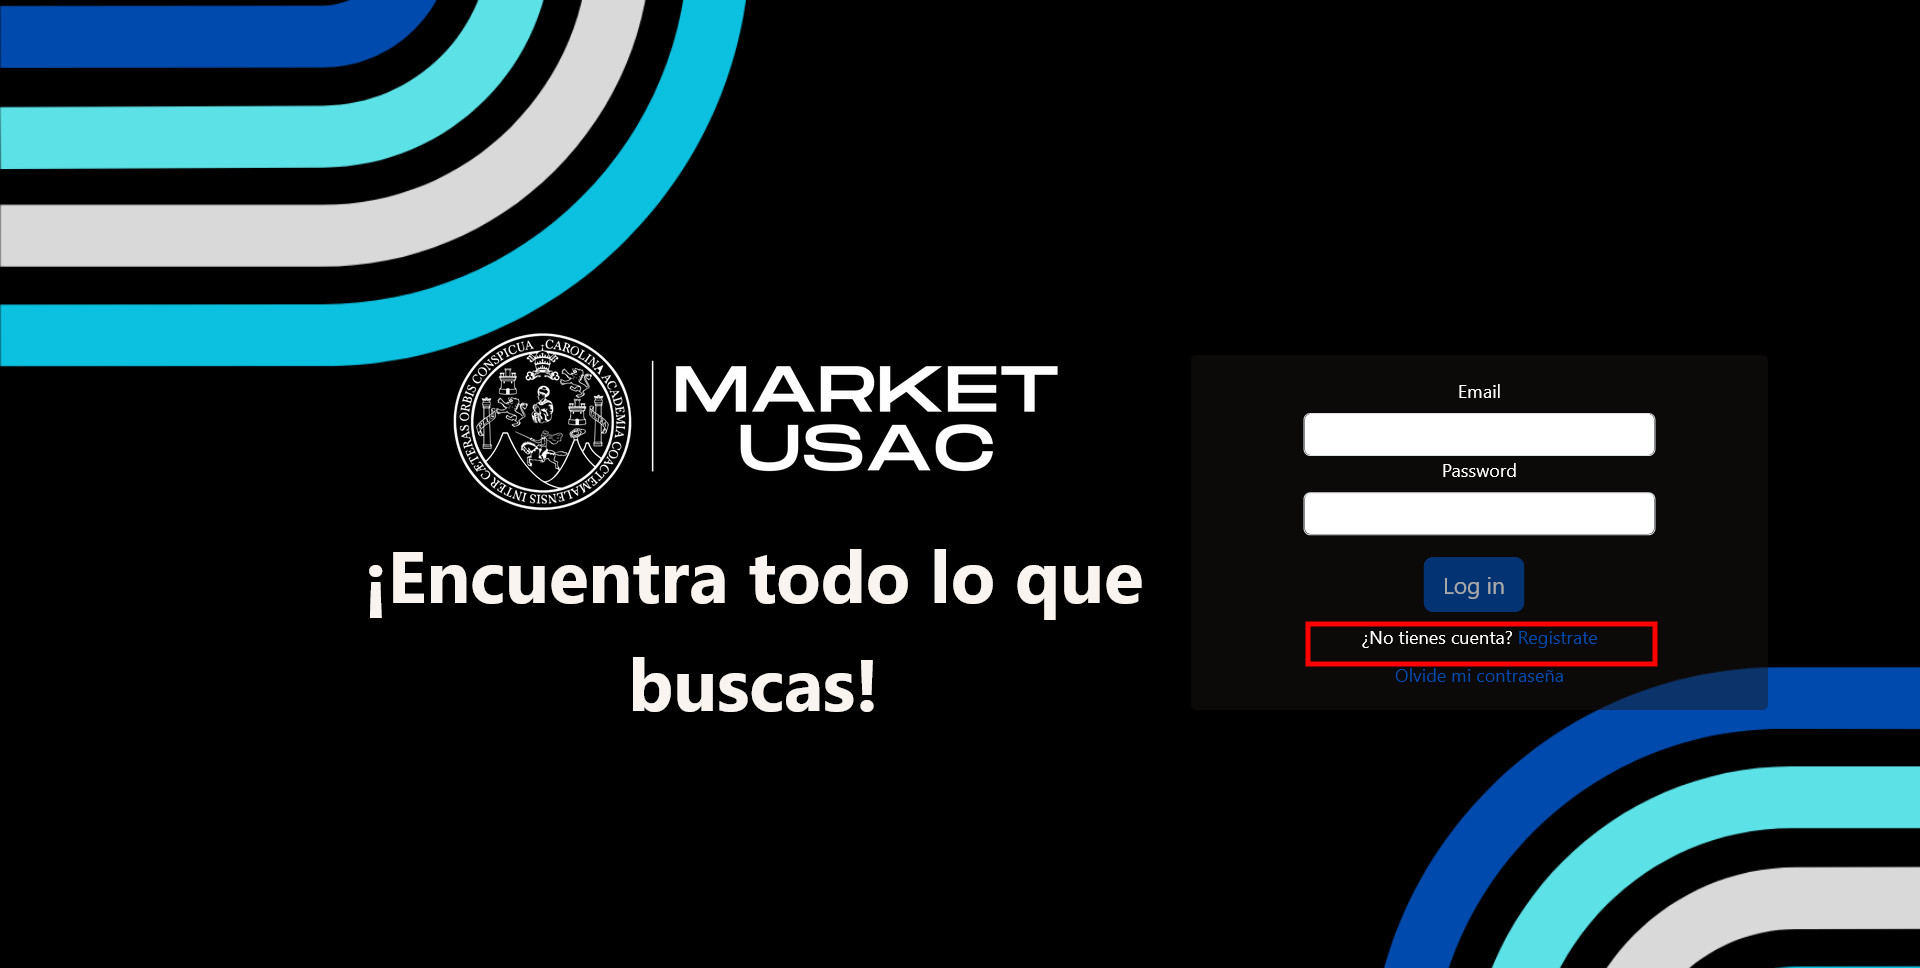 CAROLINA ACADEMIA COACTEMALENSIS INTER CÆTERAS ORBIS CONSPICUA
MARKET
USAC
¡Encuentra todo lo que
buscas!
Email
Password
Log in
¿No tienes cuenta? Registrate
Olvide mi contraseña